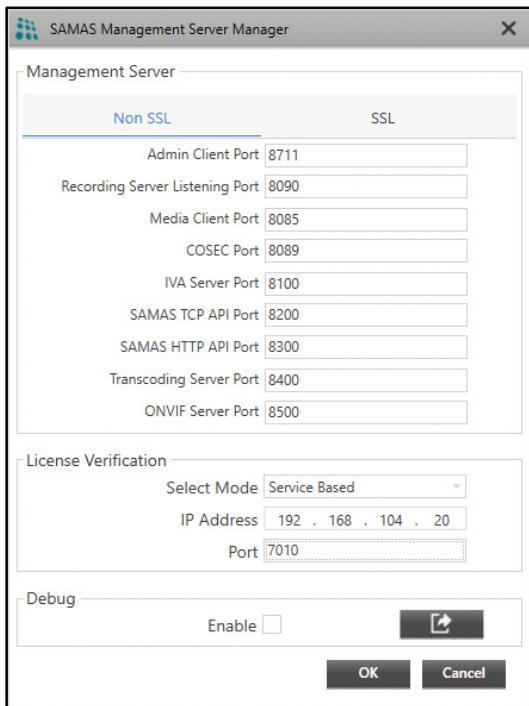 SAMAS Management Server Manager
Management Server
Non SSL SSL
Admin Client Port 8711
Recording Server Listening Port 8090
Media Client Port 8085
COSEC Port 8089
IVA Server Port 8100
SAMAS TCP API Port 8200
SAMAS HTTP API Port 8300
Transcoding Server Port 8400
ONVIF Server Port 8500
License Verification
Select Mode Service Based
IP Address 192 . 168 . 104 . 20
Port 7010
Debug
Enable
OK Cancel